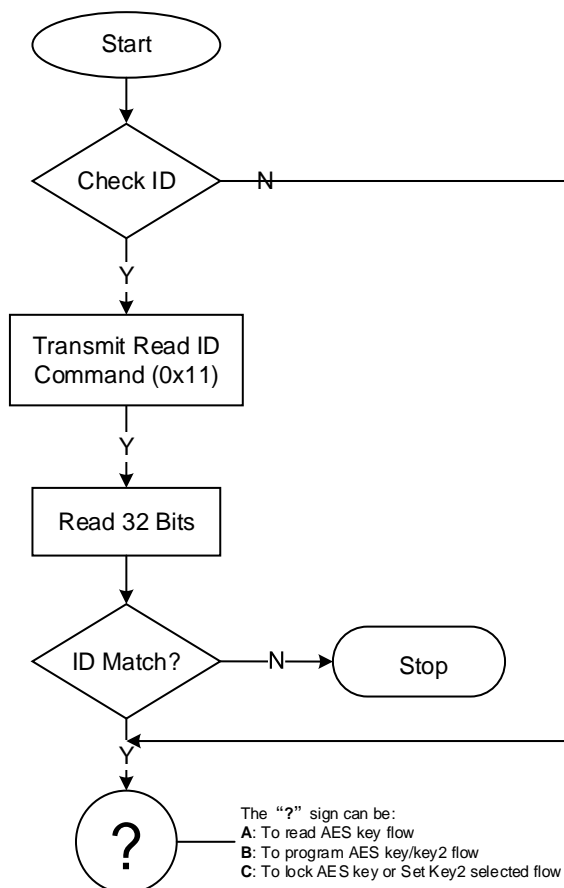 Start
Check ID
N
Y
Transmit Read ID
Command (0x11)
Y
Read 32 Bits
ID Match?
N
Stop
Y
?
The “?” sign can be:
A: To read AES key flow
B: To program AES key/key2 flow
C: To lock AES key or Set Key2 selected flow